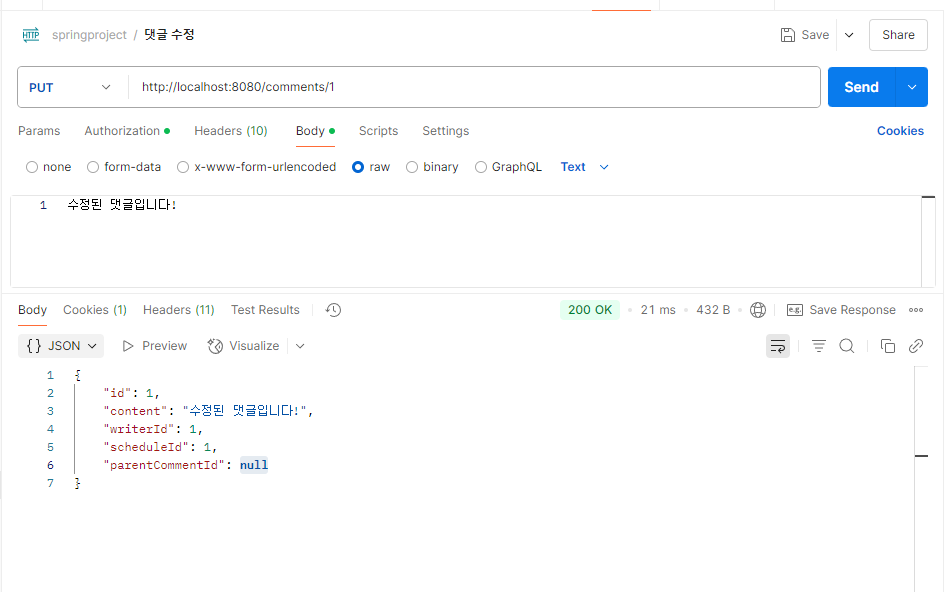 HTTP springproject / 댓글 수정 Save Share
PUT http://localhost:8080/comments/1 Send
Params Authorization Headers (10) Body Scripts Settings Cookies
none form-data x-www-form-urlencoded raw binary GraphQL Text
1 수정된 댓글입니다!
Body Cookies (1) Headers (11) Test Results 200 OK • 21 ms • 432 B • e.g. Save Response
{} JSON Preview Visualize
1 {
2 "id": 1,
3 "content": "수정된 댓글입니다!",
4 "writerId": 1,
5 "scheduleId": 1,
6 "parentCommentId": null
7 }